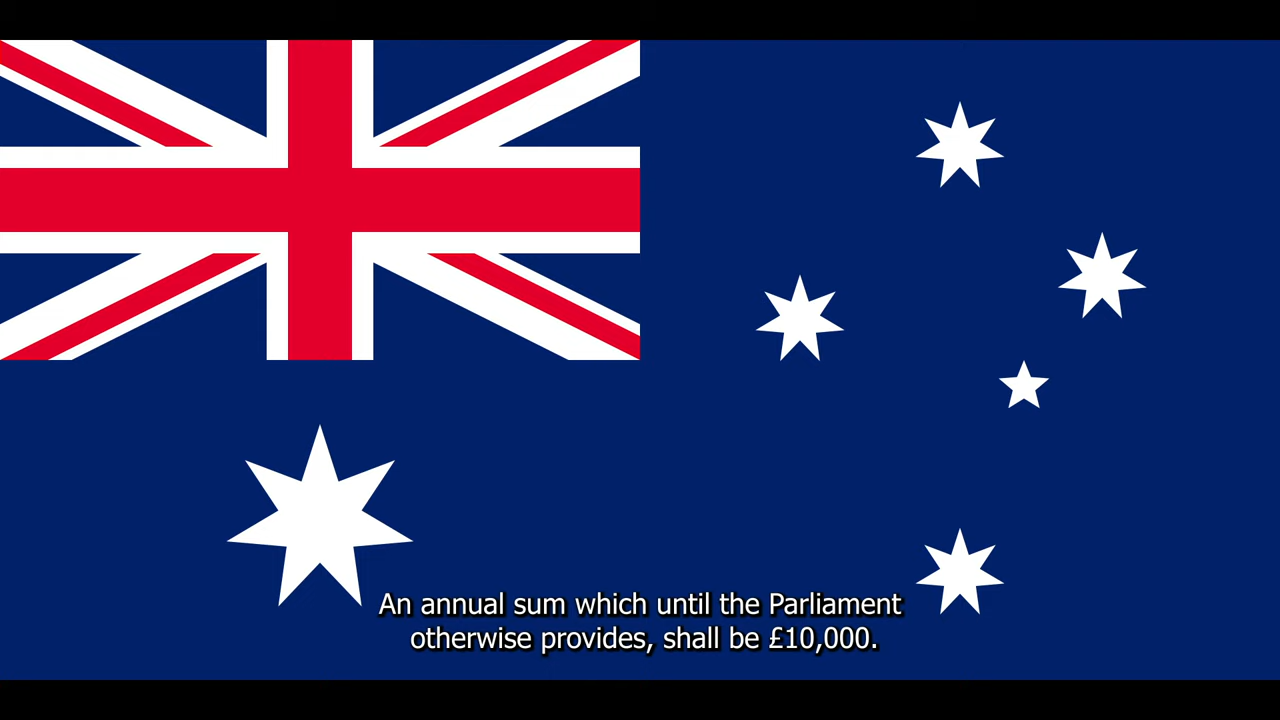 An annual sum which until the Parliament
otherwise provides, shall be £10,000.